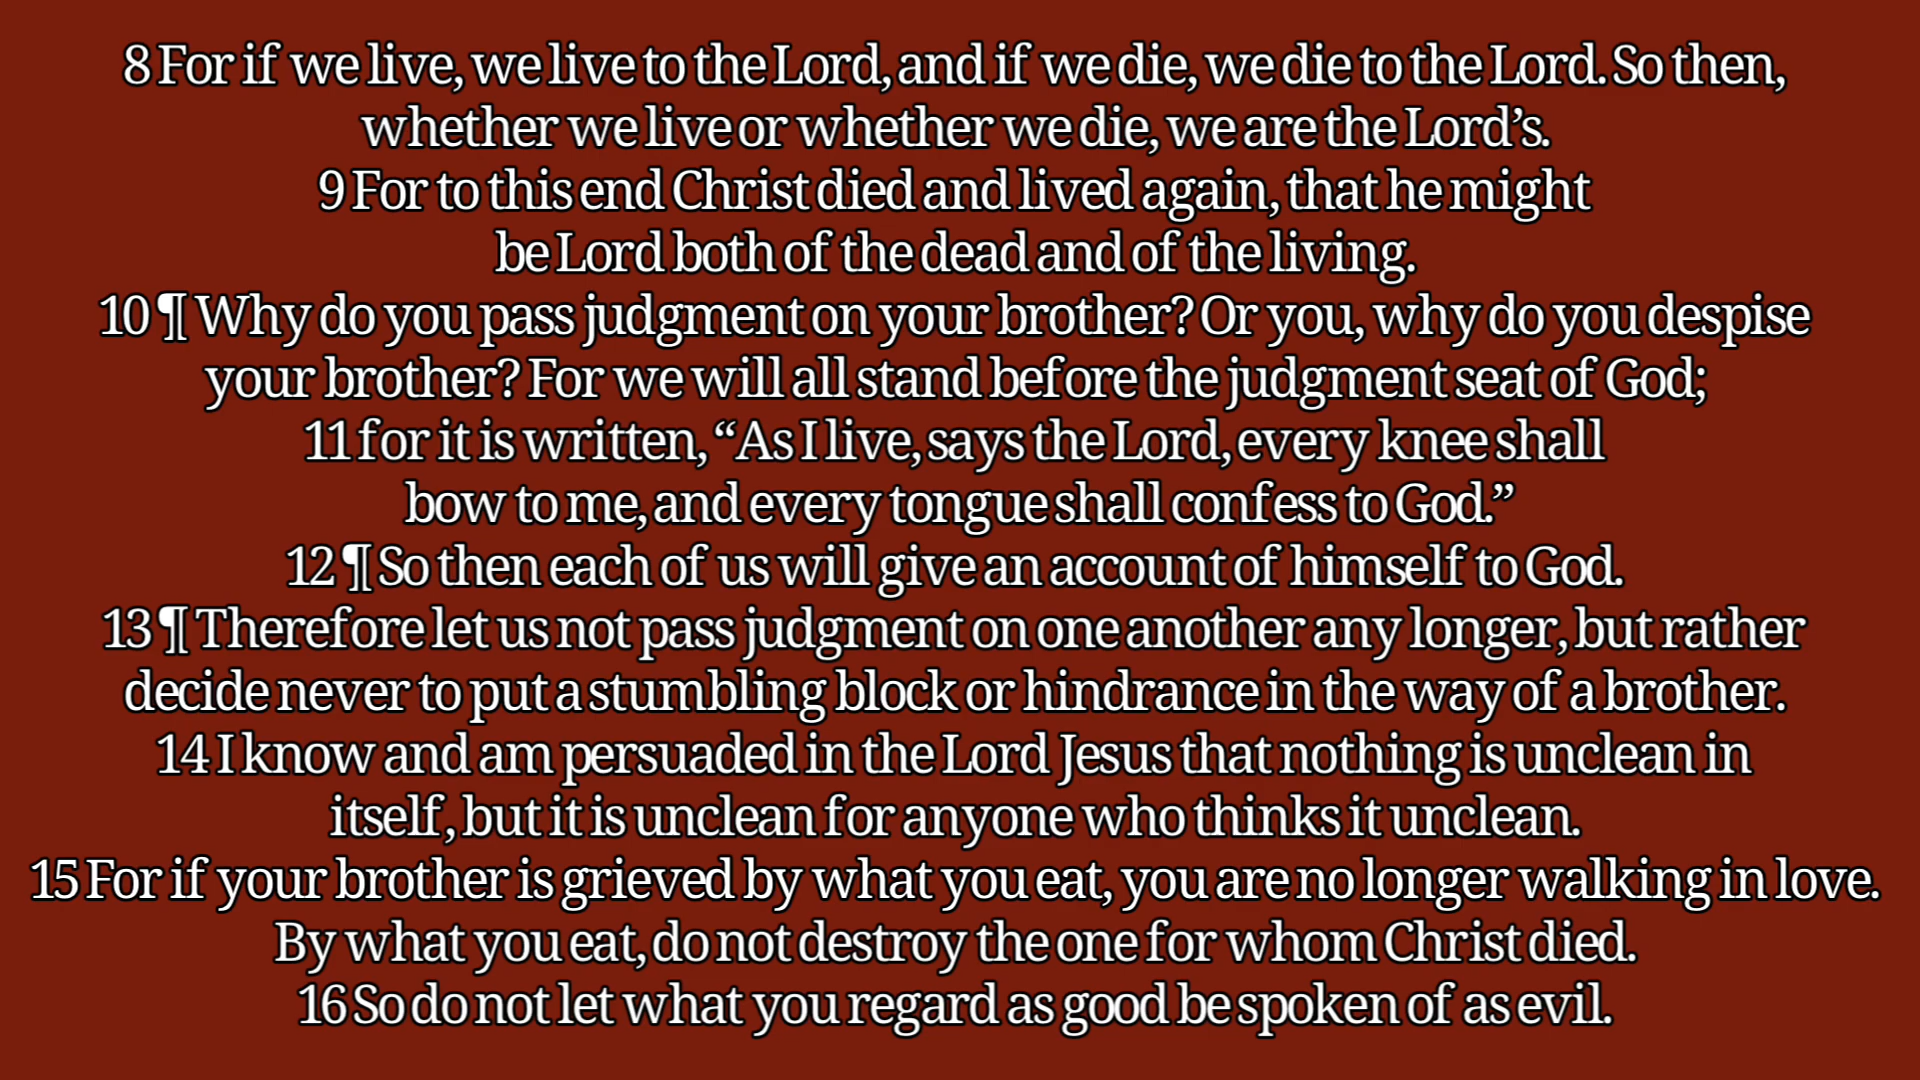 8 For if we live, we live to the Lord, and if we die, we die to the Lord. So then,
whether we live or whether we die, we are the Lord’s.
9 For to this end Christ died and lived again, that he might
be Lord both of the dead and of the living.
10 ¶ Why do you pass judgment on your brother? Or you, why do you despise
your brother? For we will all stand before the judgment seat of God;
11 for it is written, “As I live, says the Lord, every knee shall
bow to me, and every tongue shall confess to God.”
12 ¶ So then each of us will give an account of himself to God.
13 ¶ Therefore let us not pass judgment on one another any longer, but rather
decide never to put a stumbling block or hindrance in the way of a brother.
14 I know and am persuaded in the Lord Jesus that nothing is unclean in
itself, but it is unclean for anyone who thinks it unclean.
15 For if your brother is grieved by what you eat, you are no longer walking in love.
By what you eat, do not destroy the one for whom Christ died.
16 So do not let what you regard as good be spoken of as evil.